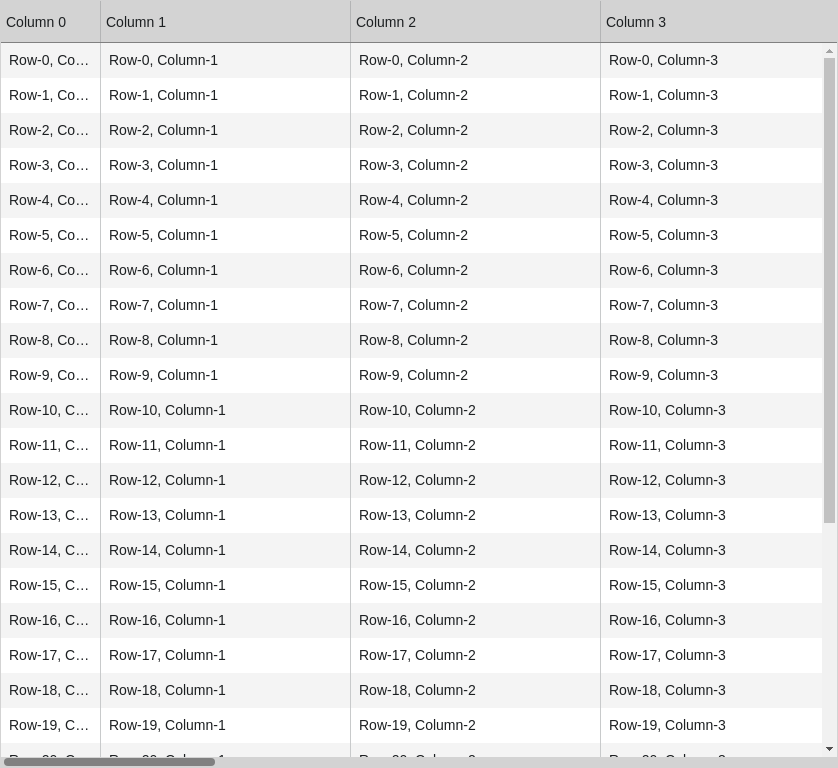 Column 0 Column 1 Column 2 Column 3
Row-0, Co… Row-0, Column-1 Row-0, Column-2 Row-0, Column-3
Row-1, Co… Row-1, Column-1 Row-1, Column-2 Row-1, Column-3
Row-2, Co… Row-2, Column-1 Row-2, Column-2 Row-2, Column-3
Row-3, Co… Row-3, Column-1 Row-3, Column-2 Row-3, Column-3
Row-4, Co… Row-4, Column-1 Row-4, Column-2 Row-4, Column-3
Row-5, Co… Row-5, Column-1 Row-5, Column-2 Row-5, Column-3
Row-6, Co… Row-6, Column-1 Row-6, Column-2 Row-6, Column-3
Row-7, Co… Row-7, Column-1 Row-7, Column-2 Row-7, Column-3
Row-8, Co… Row-8, Column-1 Row-8, Column-2 Row-8, Column-3
Row-9, Co… Row-9, Column-1 Row-9, Column-2 Row-9, Column-3
Row-10, C… Row-10, Column-1 Row-10, Column-2 Row-10, Column-3
Row-11, C… Row-11, Column-1 Row-11, Column-2 Row-11, Column-3
Row-12, C… Row-12, Column-1 Row-12, Column-2 Row-12, Column-3
Row-13, C… Row-13, Column-1 Row-13, Column-2 Row-13, Column-3
Row-14, C… Row-14, Column-1 Row-14, Column-2 Row-14, Column-3
Row-15, C… Row-15, Column-1 Row-15, Column-2 Row-15, Column-3
Row-16, C… Row-16, Column-1 Row-16, Column-2 Row-16, Column-3
Row-17, C… Row-17, Column-1 Row-17, Column-2 Row-17, Column-3
Row-18, C… Row-18, Column-1 Row-18, Column-2 Row-18, Column-3
Row-19, C… Row-19, Column-1 Row-19, Column-2 Row-19, Column-3